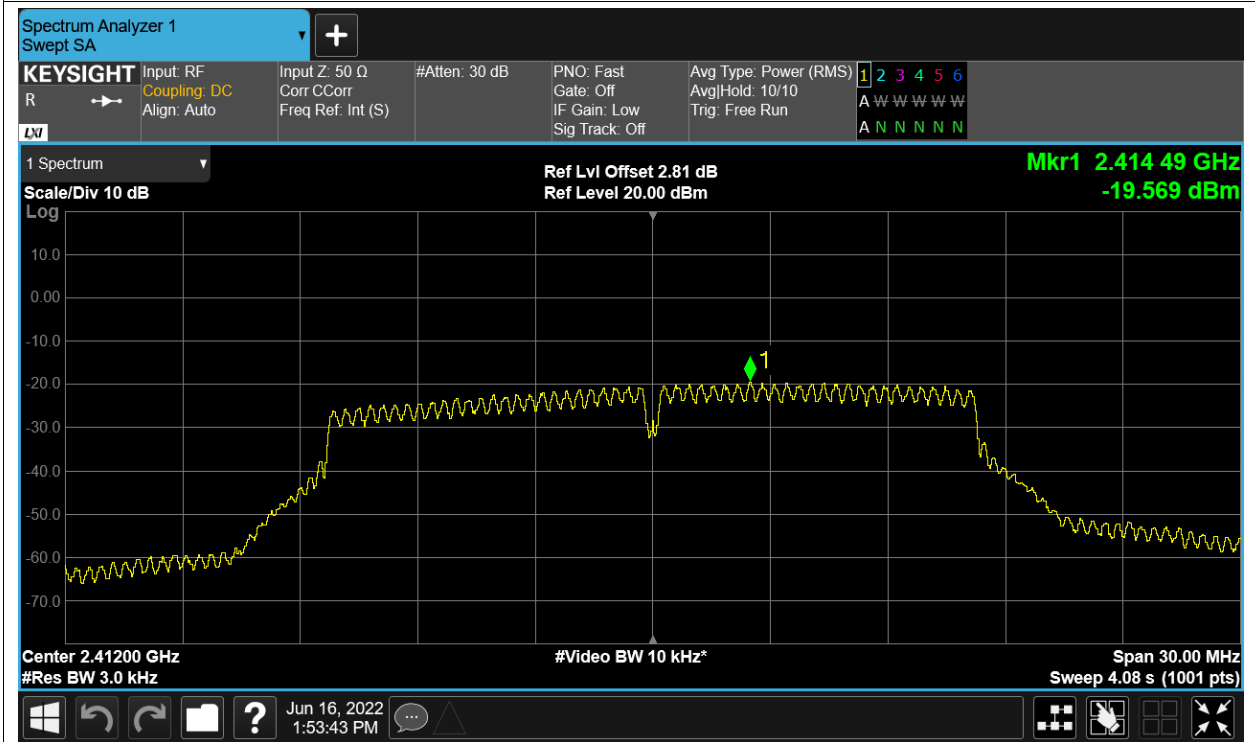 Spectrum Analyzer 1
Swept SA
+
KEYSIGHT
R
LXI
Input: RF
Coupling: DC
Align: Auto
Input Z: 50 Ω
Corr CCorr
Freq Ref: Int (S)
#Atten: 30 dB
PNO: Fast
Gate: Off
IF Gain: Low
Sig Track: Off
Avg Type: Power (RMS)
Avg|Hold: 10/10
Trig: Free Run
1 2 3 4 5 6
A W W W W W
A N N N N N
1 Spectrum
Scale/Div 10 dB
Log
Ref Lvl Offset 2.81 dB
Ref Level 20.00 dBm
Mkr1 2.414 49 GHz
-19.569 dBm
10.0
0.00
-10.0
1
-20.0
-30.0
-40.0
-50.0
-60.0
-70.0
Center 2.41200 GHz
#Res BW 3.0 kHz
#Video BW 10 kHz*
Span 30.00 MHz
Sweep 4.08 s (1001 pts)
?
Jun 16, 2022
1:53:43 PM